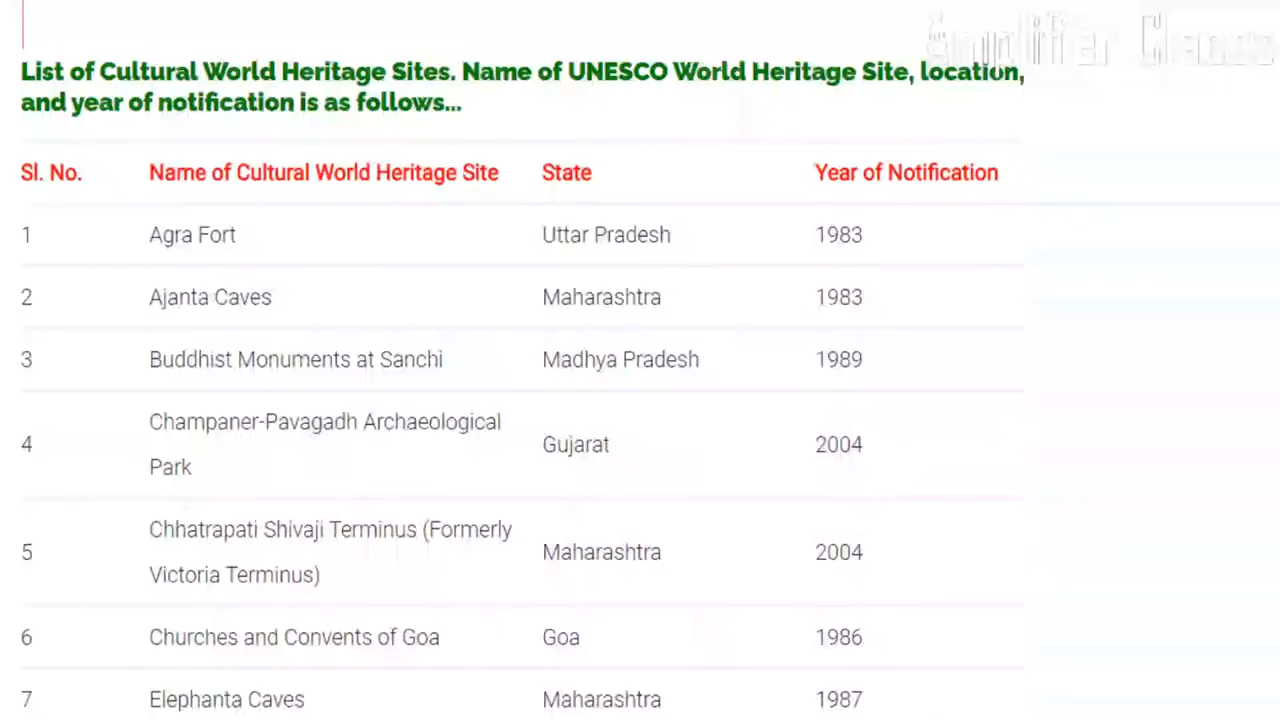 Amplifier Classes
List of Cultural World Heritage Sites. Name of UNESCO World Heritage Site, location,
and year of notification is as follows...
Sl. No. Name of Cultural World Heritage Site State Year of Notification
1 Agra Fort Uttar Pradesh 1983
2 Ajanta Caves Maharashtra 1983
3 Buddhist Monuments at Sanchi Madhya Pradesh 1989
Champaner-Pavagadh Archaeological
4 Gujarat 2004
Park
Chhatrapati Shivaji Terminus (Formerly
5 Maharashtra 2004
Victoria Terminus)
6 Churches and Convents of Goa Goa 1986
7 Elephanta Caves Maharashtra 1987